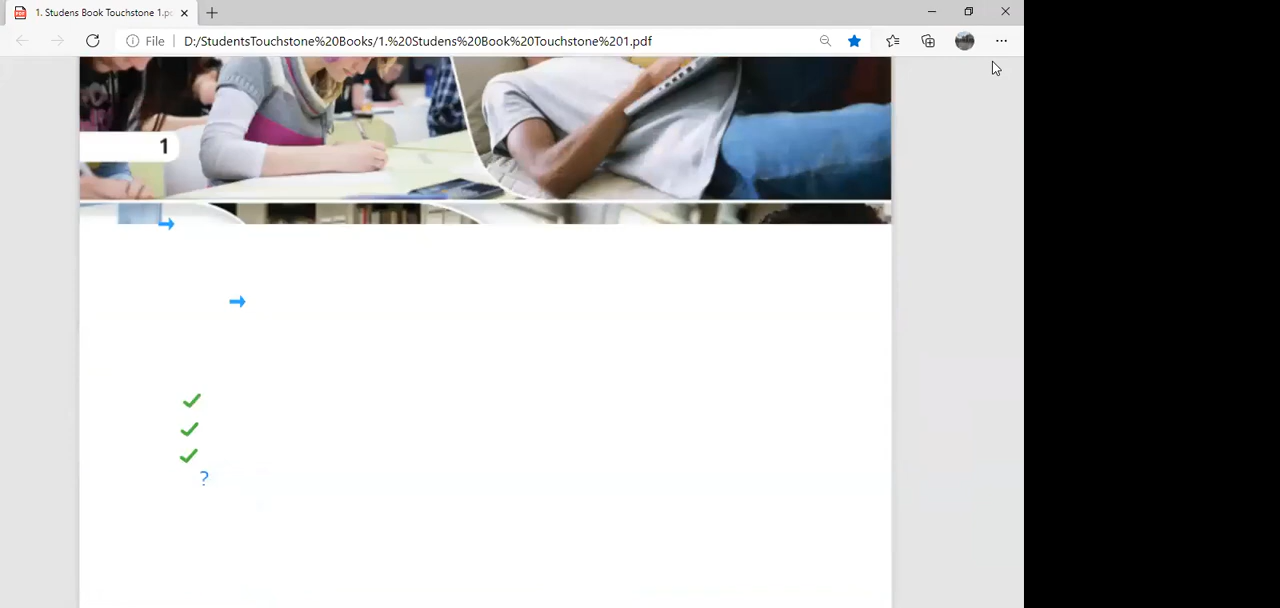 1. Studens Book Touchstone 1.p
File D:/StudentsTouchstone%20Books/1.%20Studens%20Book%20Touchstone%201.pdf
1
?